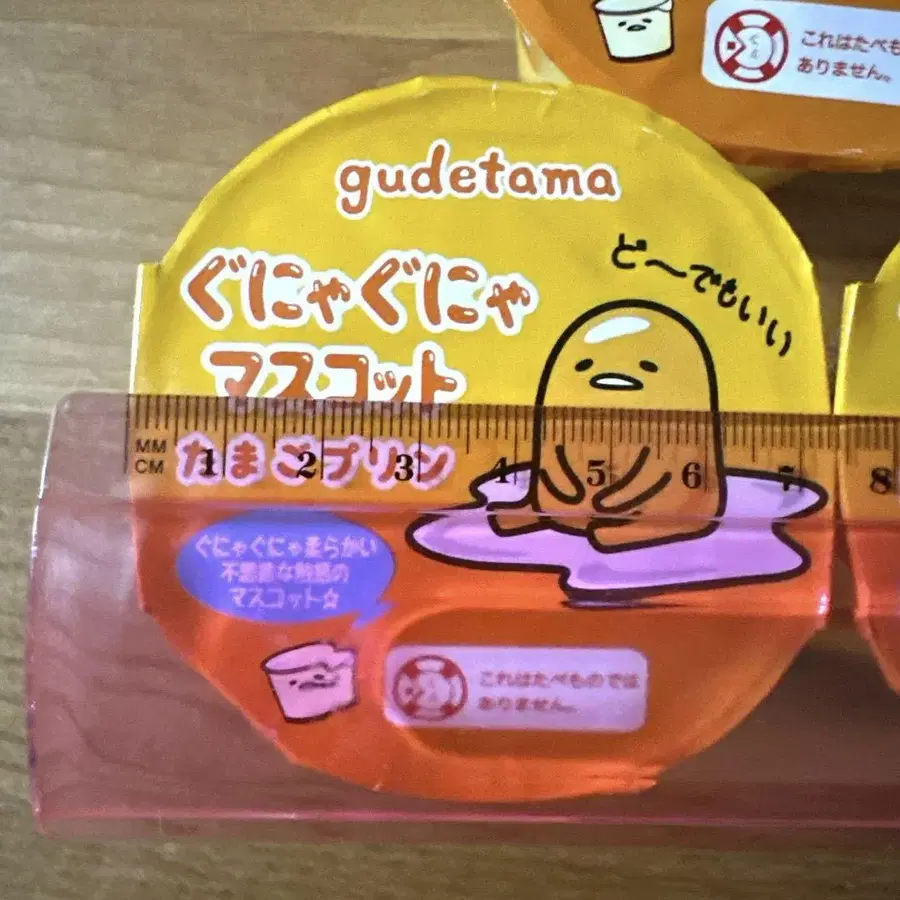 これはたべも
ありません。
gudetama
ど〜でもいい
ぐにゃぐにゃ
マスコット
たまごプリン
MM
CM
1 2 3 4 5 6 7 8
ぐにゃぐにゃ柔らかい
不思議な触感の
マスコット☆
これはたべものでは
ありません。